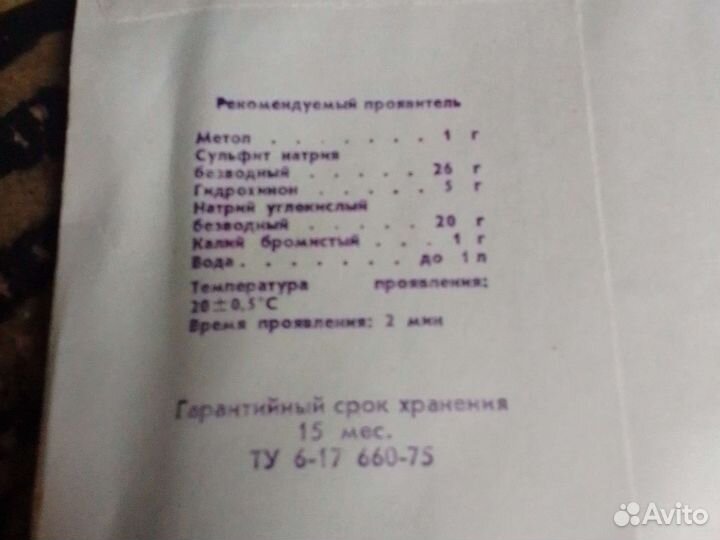 Рекомендуемый проявитель
Метол . . . . . . . 1 г
Сульфит натрия
безводный . . . . . 26 г
Гидрохинон . . . . . 5 г
Натрий углекислый
безводный . . . . . 20 г
Калий бромистый . . . 1 г
Вода . . . . . . . до 1 л
Температура проявления:
20±0,5°С
Время проявления: 2 мин
Гарантийный срок хранения
15 мес.
ТУ 6-17 660-75
Avito